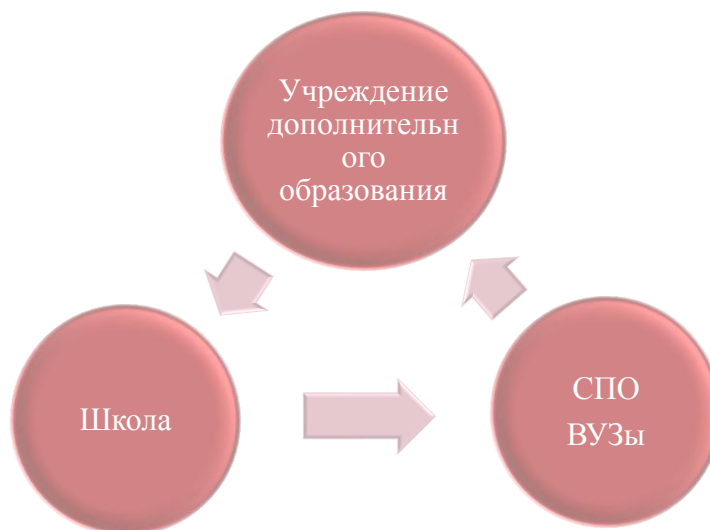 Учреждение
дополнительн
ого
образования
Школа
СПО
ВУЗы